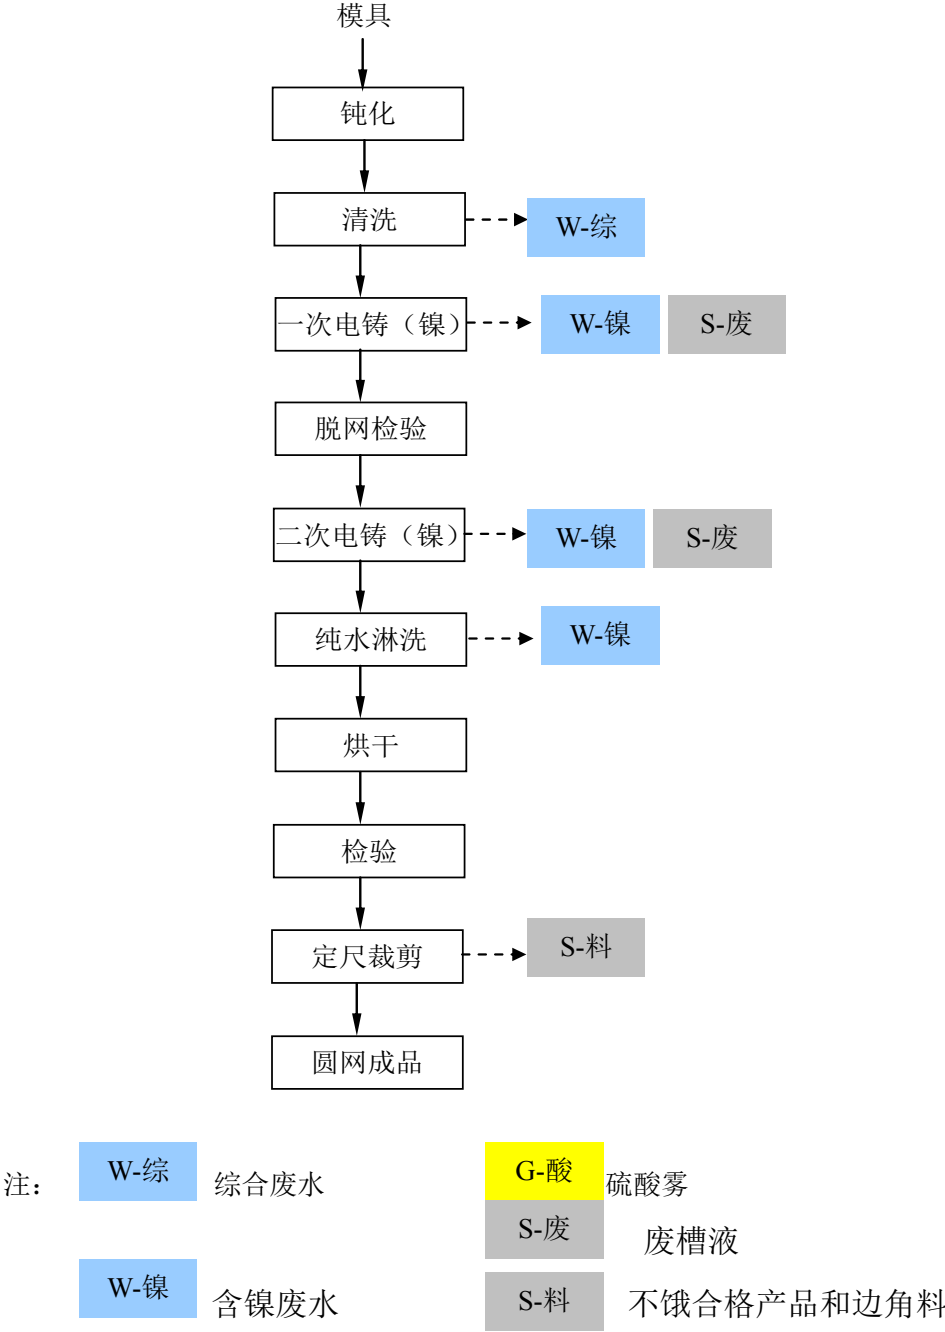 模具
钝化
清洗
W-综
一次电铸（镍）
W-镍
S-废
脱网检验
二次电铸（镍）
W-镍
S-废
纯水淋洗
W-镍
烘干
检验
定尺裁剪
S-料
圆网成品
注：
W-综
综合废水
G-酸
硫酸雾
S-废
废槽液
W-镍
含镍废水
S-料
不饿合格产品和边角料